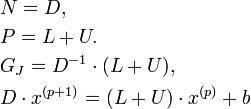 N = D,
P = L + U.
G_J = D^{-1} · (L + U),
D · x^{(p+1)} = (L + U) · x^{(p)} + b